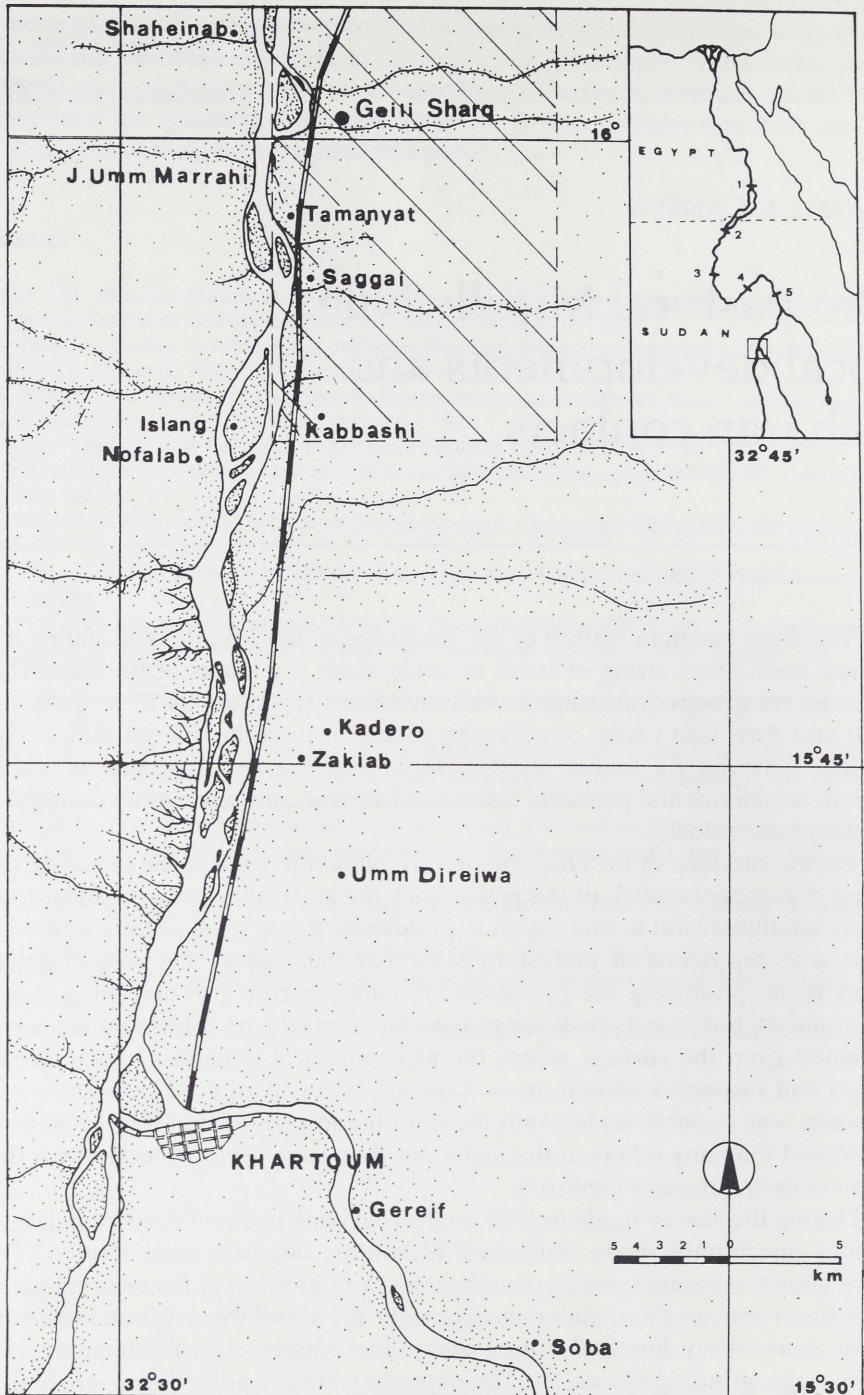 Shaheinab
Geili Sharq
16°
J. Umm Marrahi
Tamanyat
Saggai
Islang
Nofalab
Kabbashi
EGYPT
1
2
3
4
5
SUDAN
32°45'
Kadero
Zakiab
15°45'
Umm Direiwa
KHARTOUM
Gereif
5 4 3 2 1 0 5
km
Soba
32°30'
15°30'